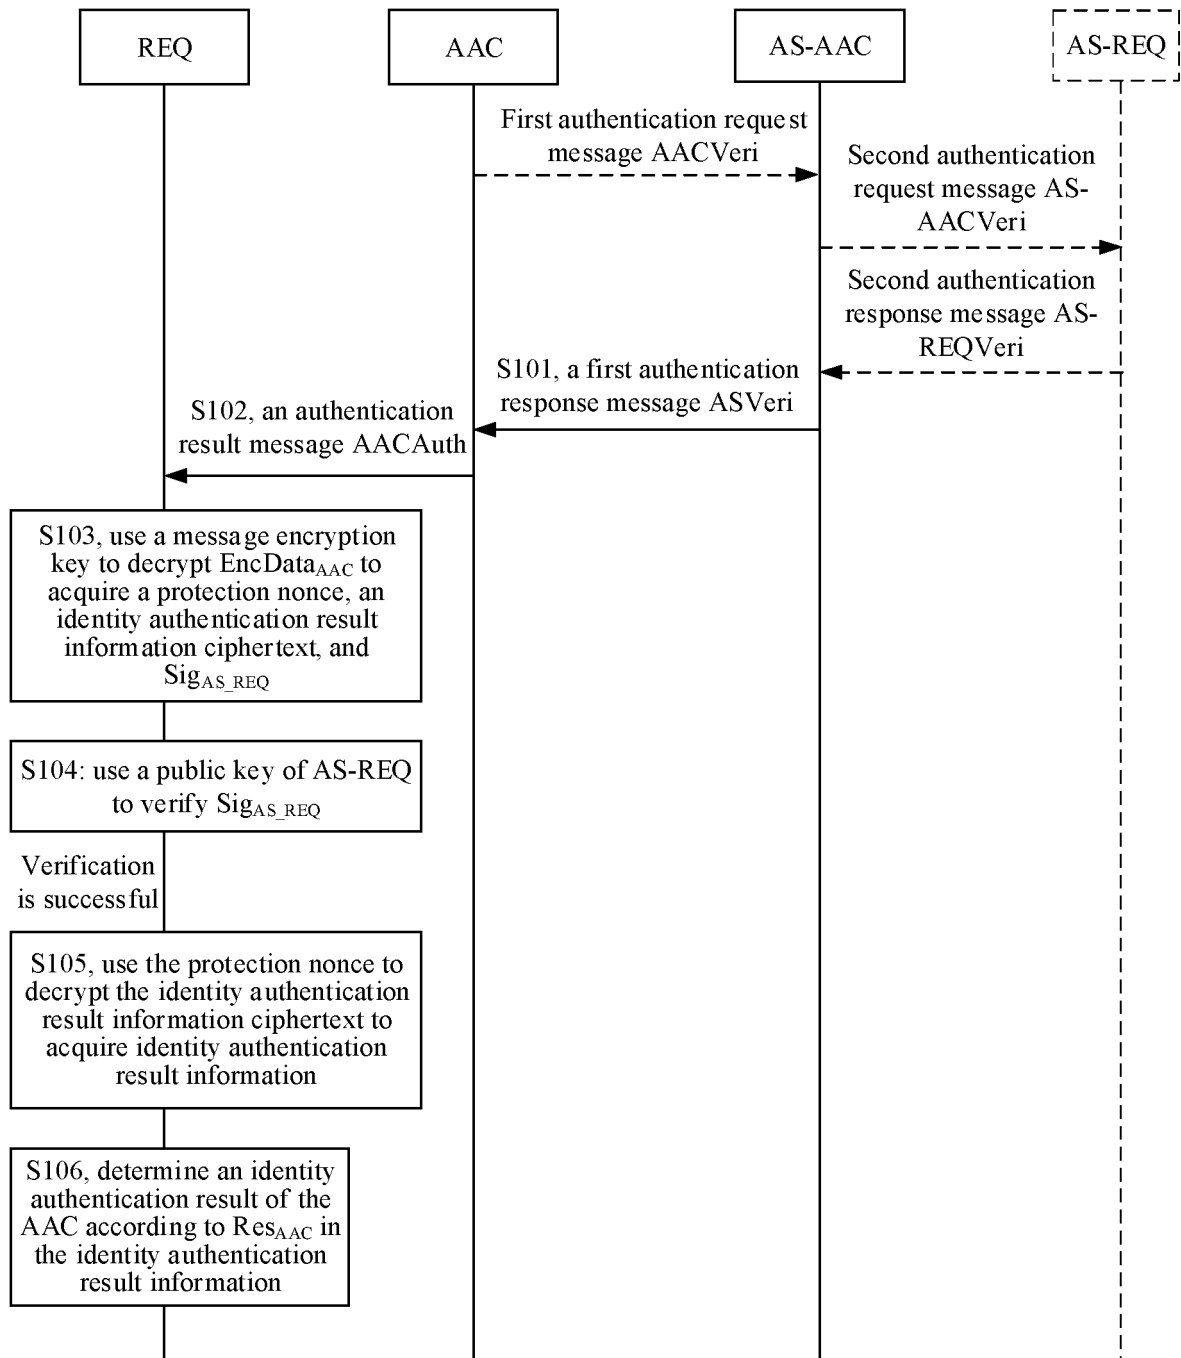 REQ
AAC
AS-AAC
AS-REQ
First authentication request
message AACVeri
Second authentication
request message AS-
AACVeri
Second authentication
response message AS-
REQVeri
S101, a first authentication
response message ASVeri
S102, an authentication
result message AACAuth
S103, use a message encryption
key to decrypt EncDataAAC to
acquire a protection nonce, an
identity authentication result
information ciphertext, and
SigAS_REQ
S104: use a public key of AS-REQ
to verify SigAS_REQ
Verification
is successful
S105, use the protection nonce to
decrypt the identity authentication
result information ciphertext to
acquire identity authentication
result information
S106, determine an identity
authentication result of the
AAC according to ResAAC in
the identity authentication
result information